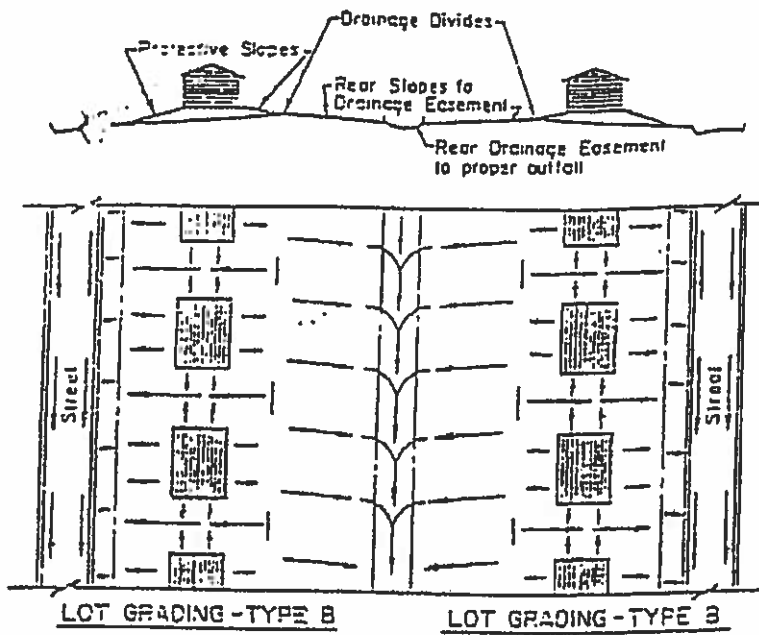 Drainage Divides
Protective Slopes
Rear Slopes to
Drainage Easement
Rear Drainage Easement
to proper outfall
Street
Street
LOT GRADING-TYPE B
LOT GRADING-TYPE B